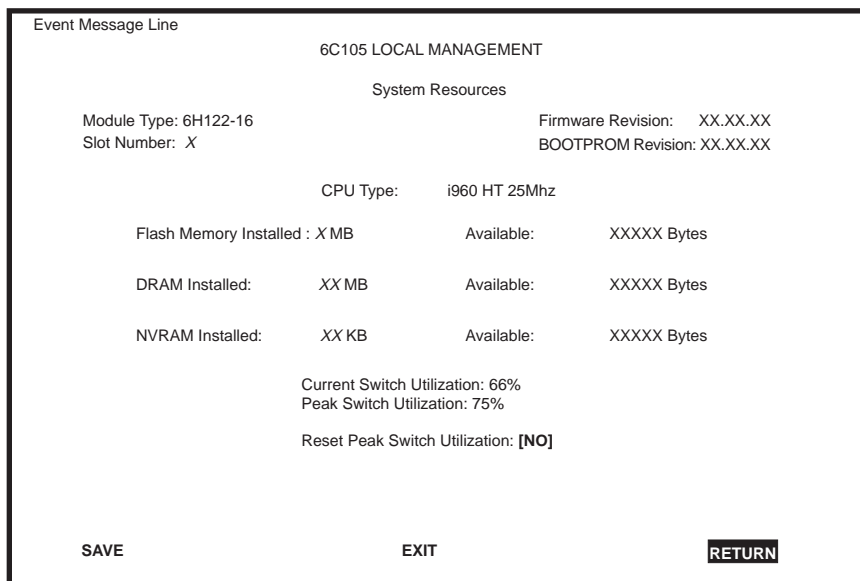 Event Message Line
6C105 LOCAL MANAGEMENT
System Resources
Module Type: 6H122-16 Firmware Revision: XX.XX.XX
Slot Number: X BOOTPROM Revision: XX.XX.XX
CPU Type: i960 HT 25Mhz
Flash Memory Installed : X MB Available: XXXXX Bytes
DRAM Installed: XX MB Available: XXXXX Bytes
NVRAM Installed: XX KB Available: XXXXX Bytes
Current Switch Utilization: 66%
Peak Switch Utilization: 75%
Reset Peak Switch Utilization: [NO]
SAVE EXIT RETURN